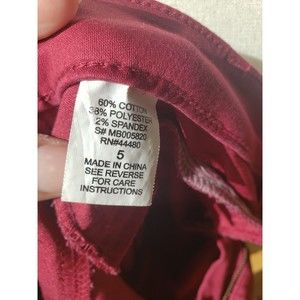 60% COTTON
38% POLYESTER
2% SPANDEX
S# MB005820
RN#44480
5
MADE IN CHINA
SEE REVERSE
FOR CARE
INSTRUCTIONS